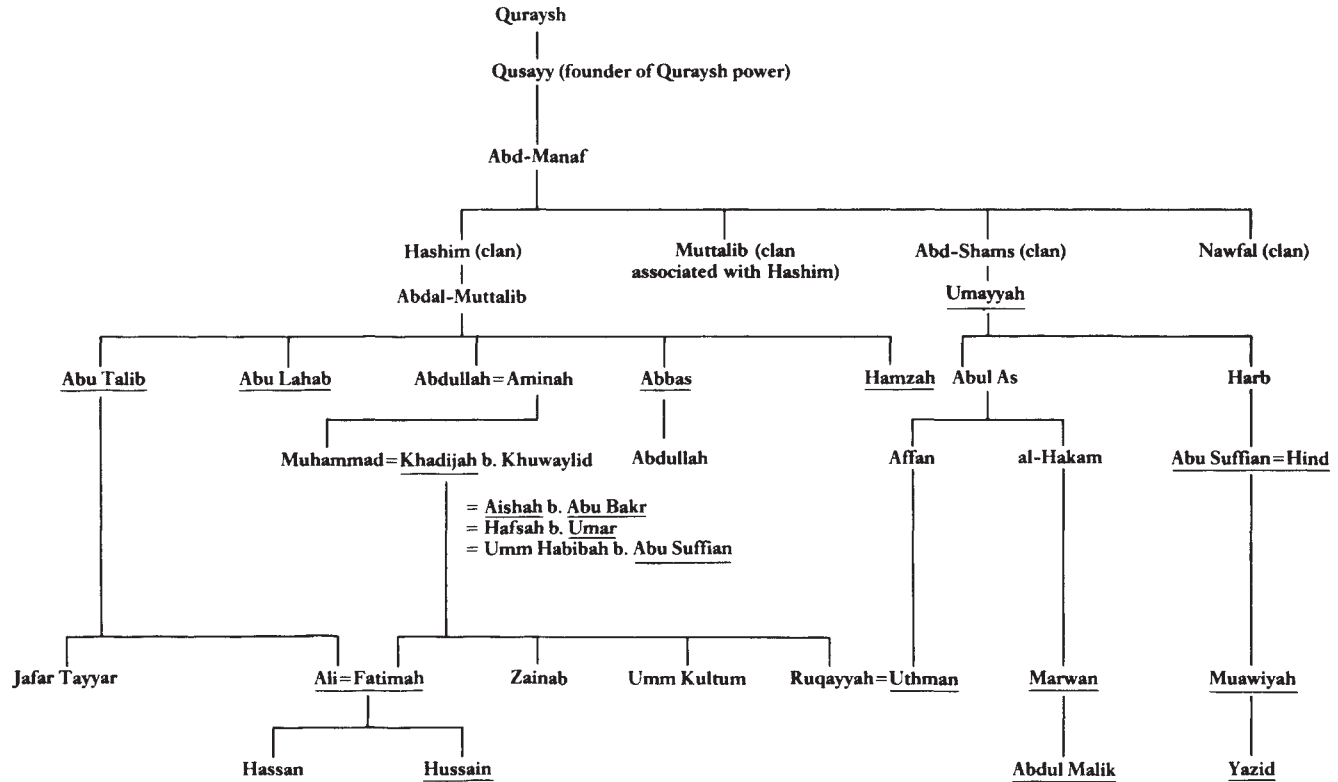 Quraysh
Qusayy (founder of Quraysh power)
Abd-Manaf
Hashim (clan)
Muttalib (clan
associated with Hashim)
Abd-Shams (clan)
Nawfal (clan)
Abdal-Muttalib
Umayyah
Abu Talib
Abu Lahab
Abdullah=Aminah
Abbas
Hamzah
Abul As
Harb
Muhammad=Khadijah b. Khuwaylid
Abdullah
Affan
al-Hakam
Abu Suffian=Hind
= Aishah b. Abu Bakr
= Hafsah b. Umar
= Umm Habibah b. Abu Suffian
Jafar Tayyar
Ali=Fatimah
Zainab
Umm Kultum
Ruqayyah=Uthman
Marwan
Muawiyah
Hassan
Hussain
Abdul Malik
Yazid